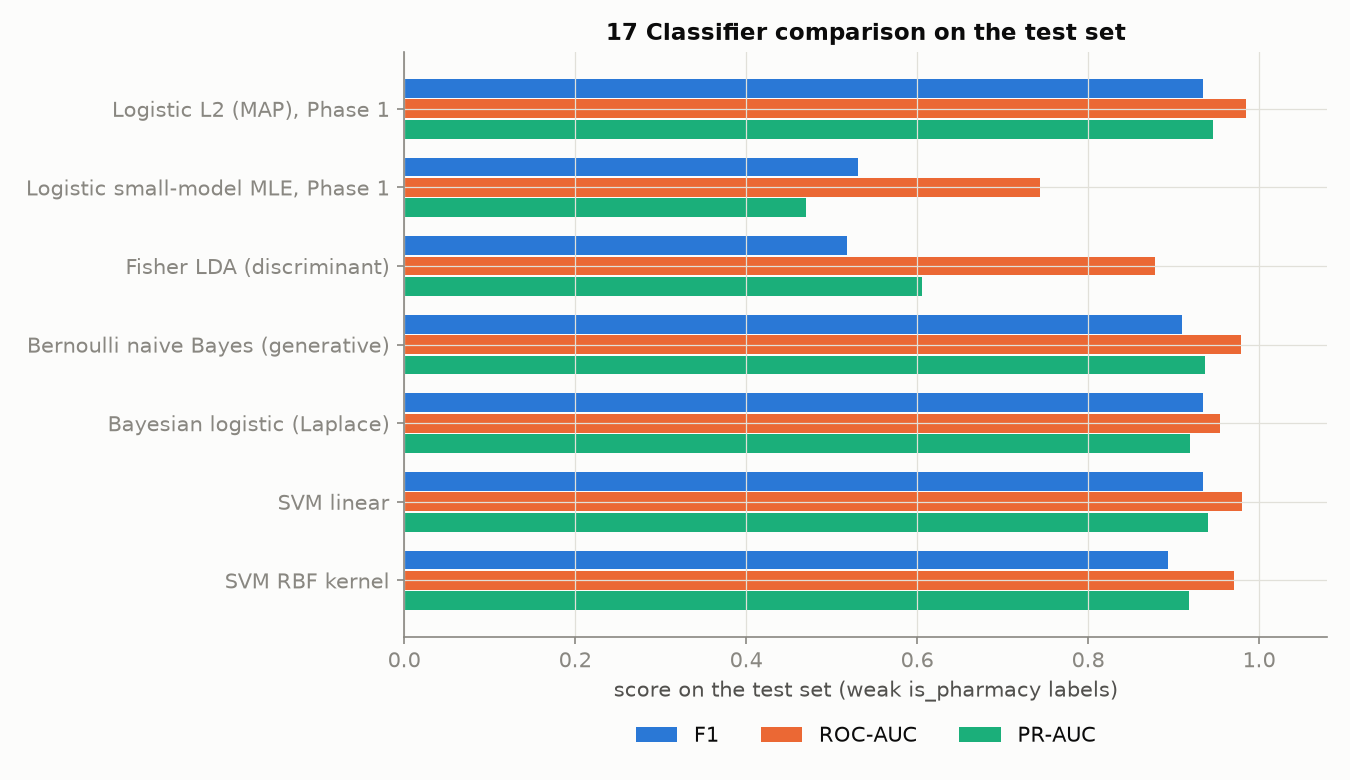 17 Classifier comparison on the test set
Logistic L2 (MAP), Phase 1
Logistic small-model MLE, Phase 1
Fisher LDA (discriminant)
Bernoulli naive Bayes (generative)
Bayesian logistic (Laplace)
SVM linear
SVM RBF kernel
0.0 0.2 0.4 0.6 0.8 1.0
score on the test set (weak is_pharmacy labels)
F1 ROC-AUC PR-AUC